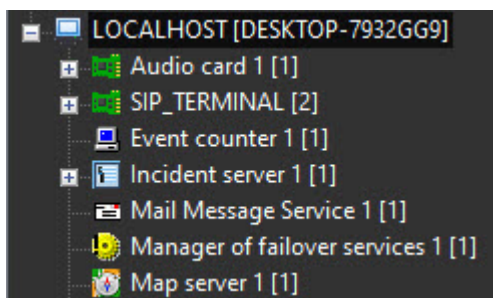 LOCALHOST [DESKTOP-7932GG9]
Audio card 1 [1]
SIP_TERMINAL [2]
Event counter 1 [1]
Incident server 1 [1]
Mail Message Service 1 [1]
Manager of failover services 1 [1]
Map server 1 [1]